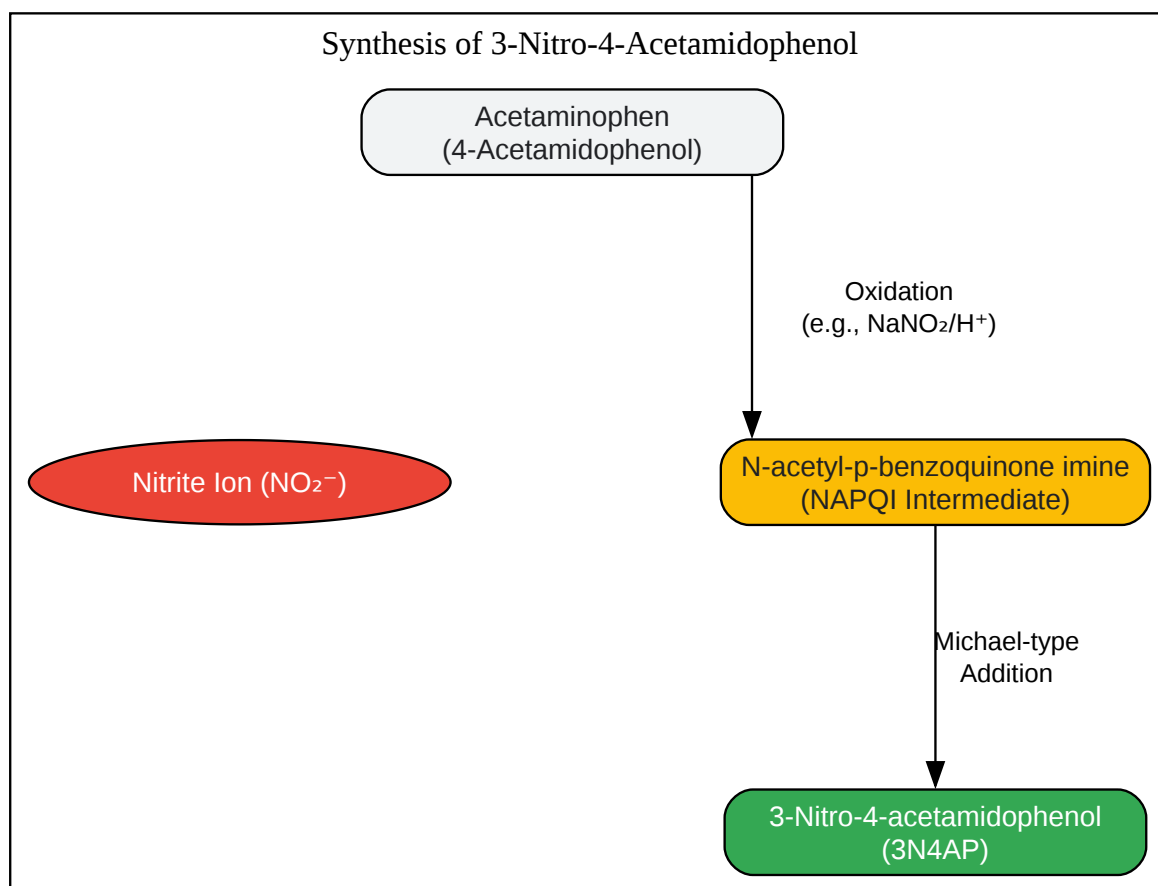 Synthesis of 3-Nitro-4-Acetamidophenol
Acetaminophen
(4-Acetamidophenol)
Oxidation
(e.g., NaNO₂/H⁺)
Nitrite Ion (NO₂⁻)
N-acetyl-p-benzoquinone imine
(NAPQI Intermediate)
Michael-type
Addition
3-Nitro-4-acetamidophenol
(3N4AP)